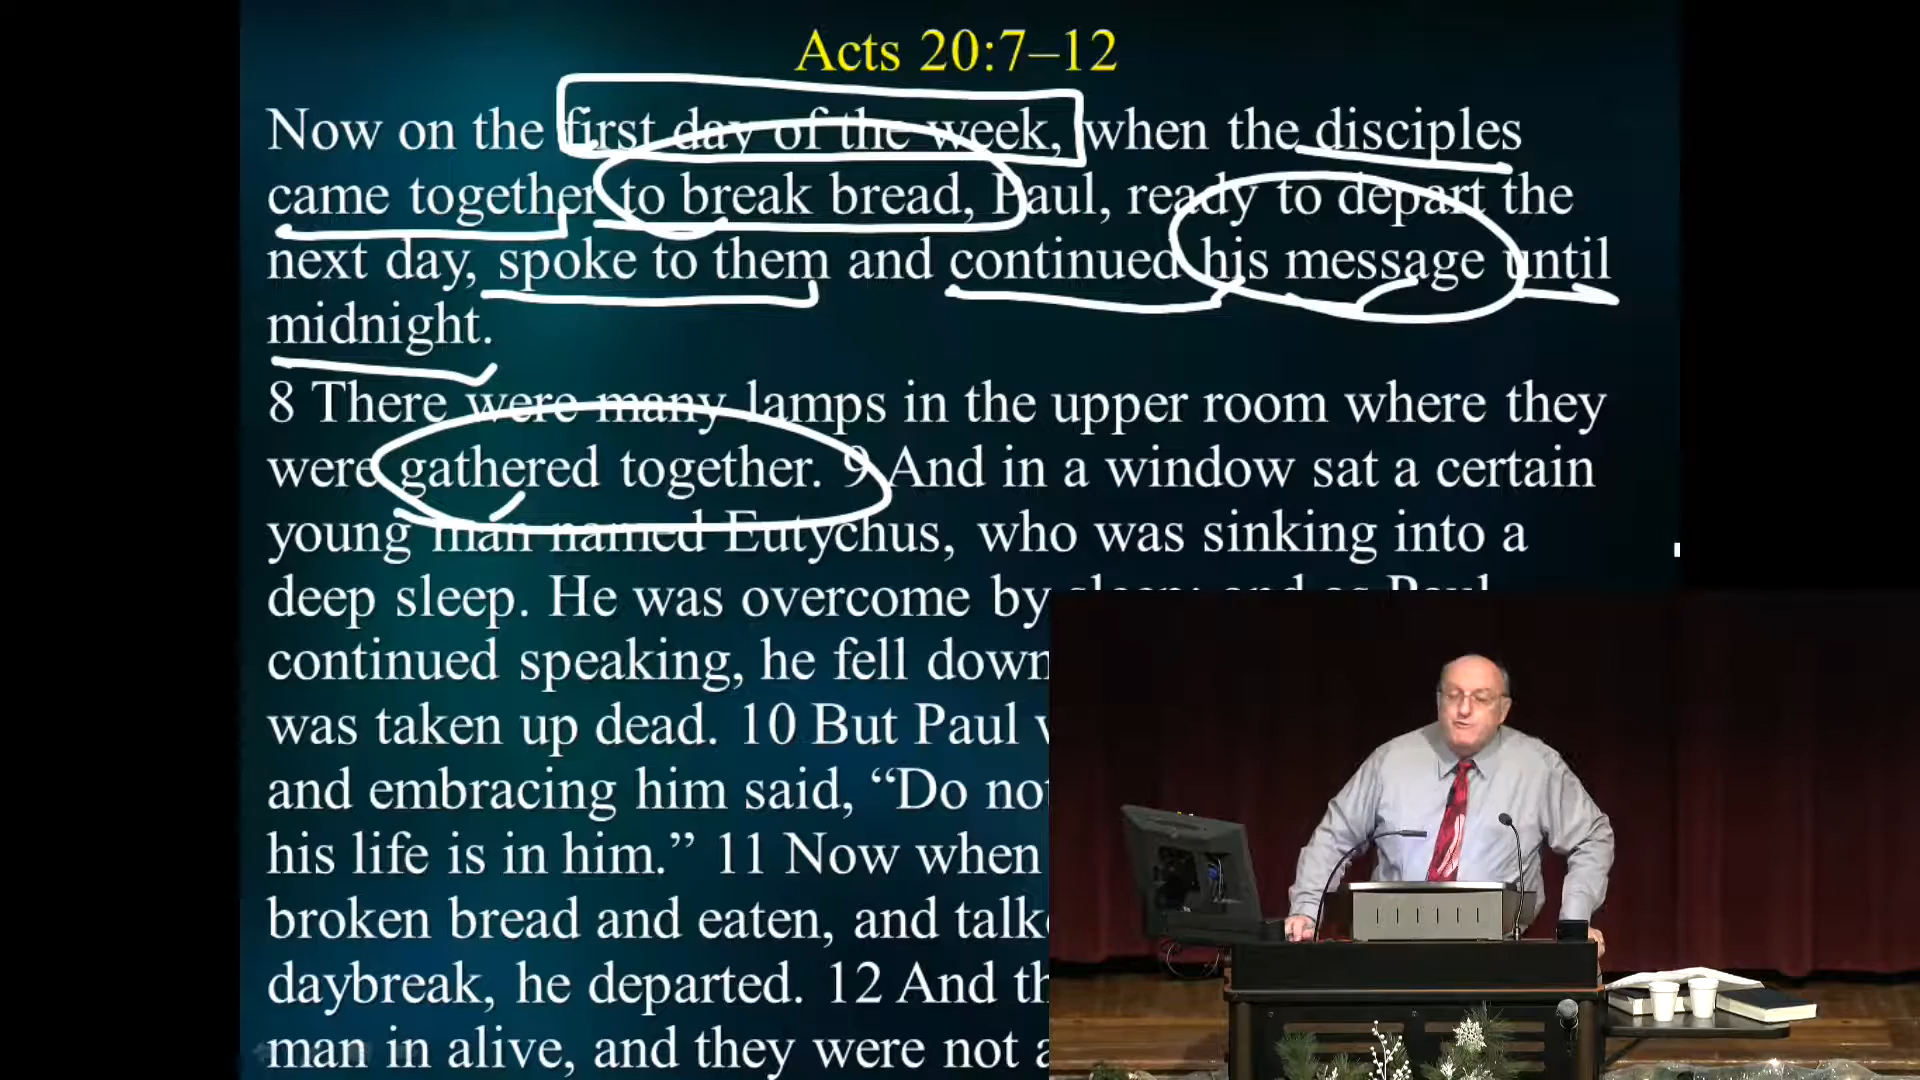 Acts 20:7–12
Now on the first day of the week, when the disciples
came together to break bread, Paul, ready to depart the
next day, spoke to them and continued his message until
midnight.
8 There were many lamps in the upper room where they
were gathered together. 9 And in a window sat a certain
young man named Eutychus, who was sinking into a
deep sleep. He was overcome by sleep; and as Paul
continued speaking, he fell down
was taken up dead. 10 But Paul
and embracing him said, “Do
his life is in him.” 11 Now when
broken bread and eaten, and
daybreak, he departed. 12 And
man in alive, and they were not